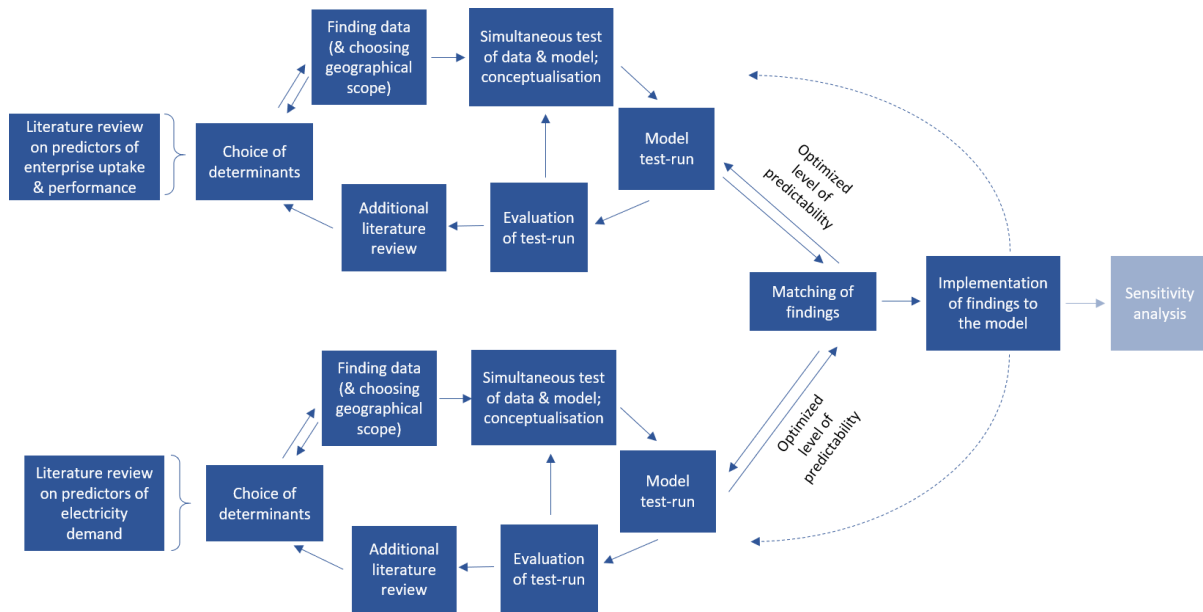 Finding data
(& choosing
geographical
scope)
Simultaneous test
of data & model;
conceptualisation
Literature review
on predictors of
enterprise uptake
& performance
Choice of
determinants
Model
test-run
Additional
literature
review
Evaluation
of test-run
Optimized
level of
predictability
Matching of
findings
Implementation
of findings to
the model
Sensitivity
analysis
Finding data
(& choosing
geographical
scope)
Simultaneous test
of data & model;
conceptualisation
Optimized
level of
predictability
Literature review
on predictors of
electricity
demand
Choice of
determinants
Model
test-run
Additional
literature
review
Evaluation
of test-run